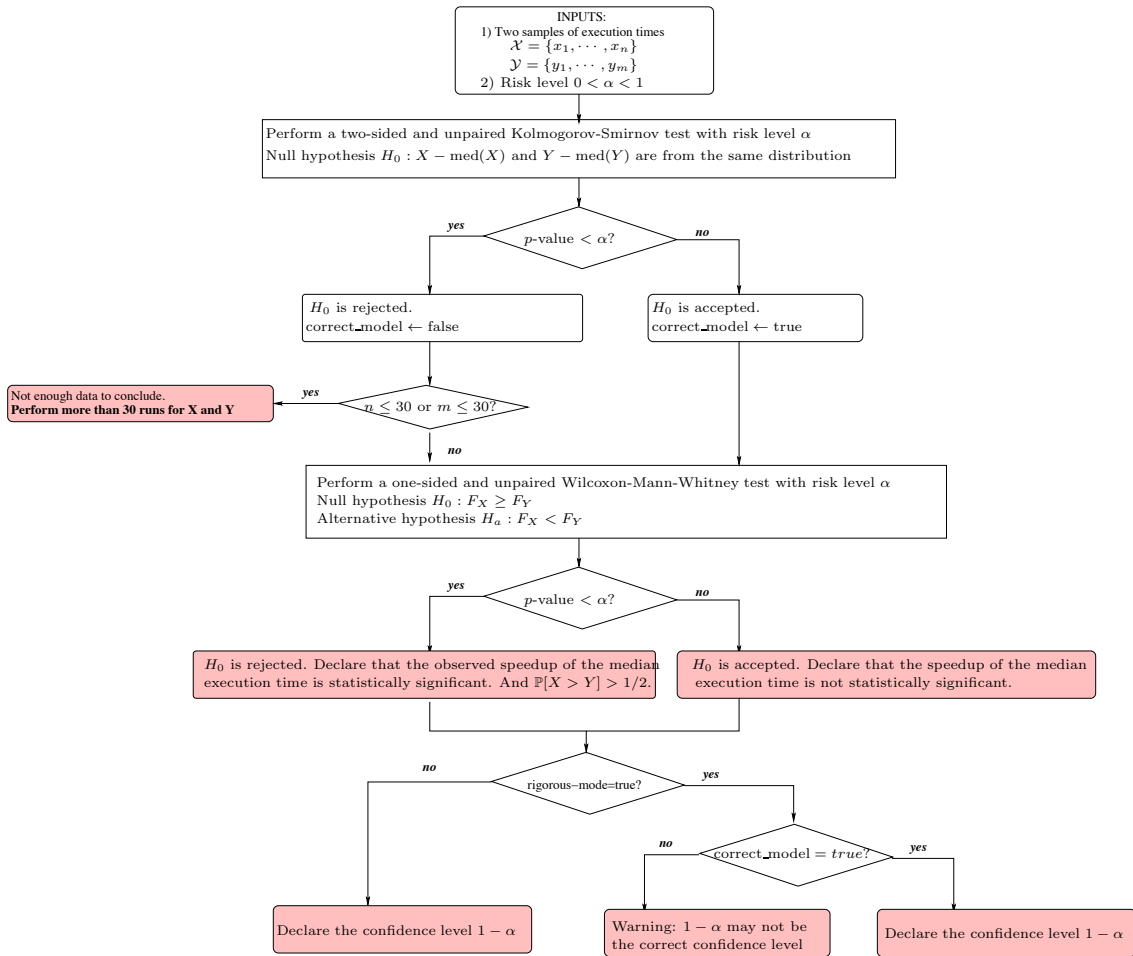 INPUTS:
1) Two samples of execution times
𝒳 = {x₁, · · · , xₙ}
𝒴 = {y₁, · · · , yₘ}
2) Risk level 0 < α < 1
Perform a two-sided and unpaired Kolmogorov-Smirnov test with risk level α
Null hypothesis H₀ : X − med(X) and Y − med(Y) are from the same distribution
yes
p-value < α?
no
H₀ is rejected.
correct_model ← false
H₀ is accepted.
correct_model ← true
Not enough data to conclude.
Perform more than 30 runs for X and Y
yes
n ≤ 30 or m ≤ 30?
no
Perform a one-sided and unpaired Wilcoxon-Mann-Whitney test with risk level α
Null hypothesis H₀ : F_X ≥ F_Y
Alternative hypothesis Hₐ : F_X < F_Y
yes
p-value < α?
no
H₀ is rejected. Declare that the observed speedup of the median
execution time is statistically significant. And ℙ[X > Y] > 1/2.
H₀ is accepted. Declare that the speedup of the median
execution time is not statistically significant.
no
rigorous−mode=true?
yes
no
correct_model = true?
yes
Declare the confidence level 1 − α
Warning: 1 − α may not be
the correct confidence level
Declare the confidence level 1 − α